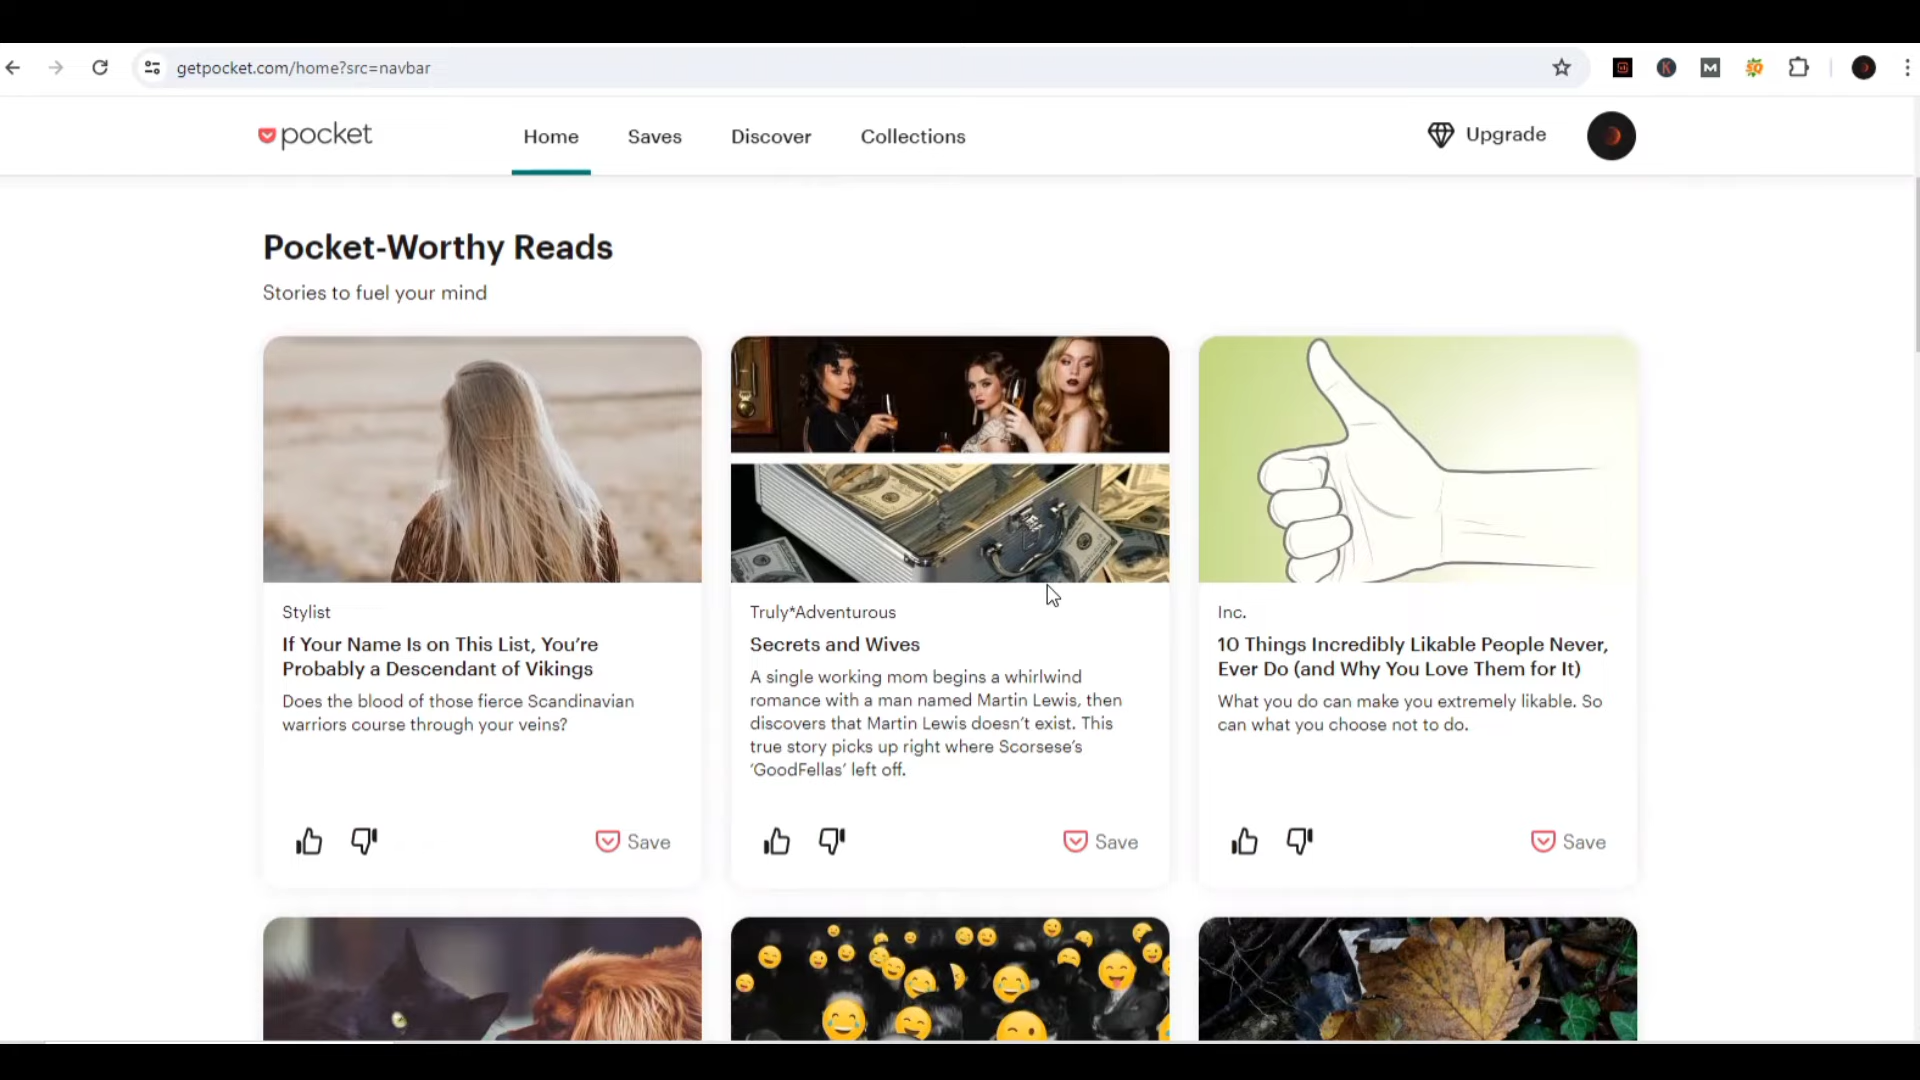 getpocket.com/home?src=navbar
pocket
Home
Saves
Discover
Collections
Upgrade
Pocket-Worthy Reads
Stories to fuel your mind
Stylist
If Your Name Is on This List, You’re
Probably a Descendant of Vikings
Does the blood of those fierce Scandinavian
warriors course through your veins?
Save
Truly*Adventurous
Secrets and Wives
A single working mom begins a whirlwind
romance with a man named Martin Lewis, then
discovers that Martin Lewis doesn’t exist. This
true story picks up right where Scorsese’s
‘GoodFellas’ left off.
Save
Inc.
10 Things Incredibly Likable People Never,
Ever Do (and Why You Love Them for It)
What you do can make you extremely likable. So
can what you choose not to do.
Save